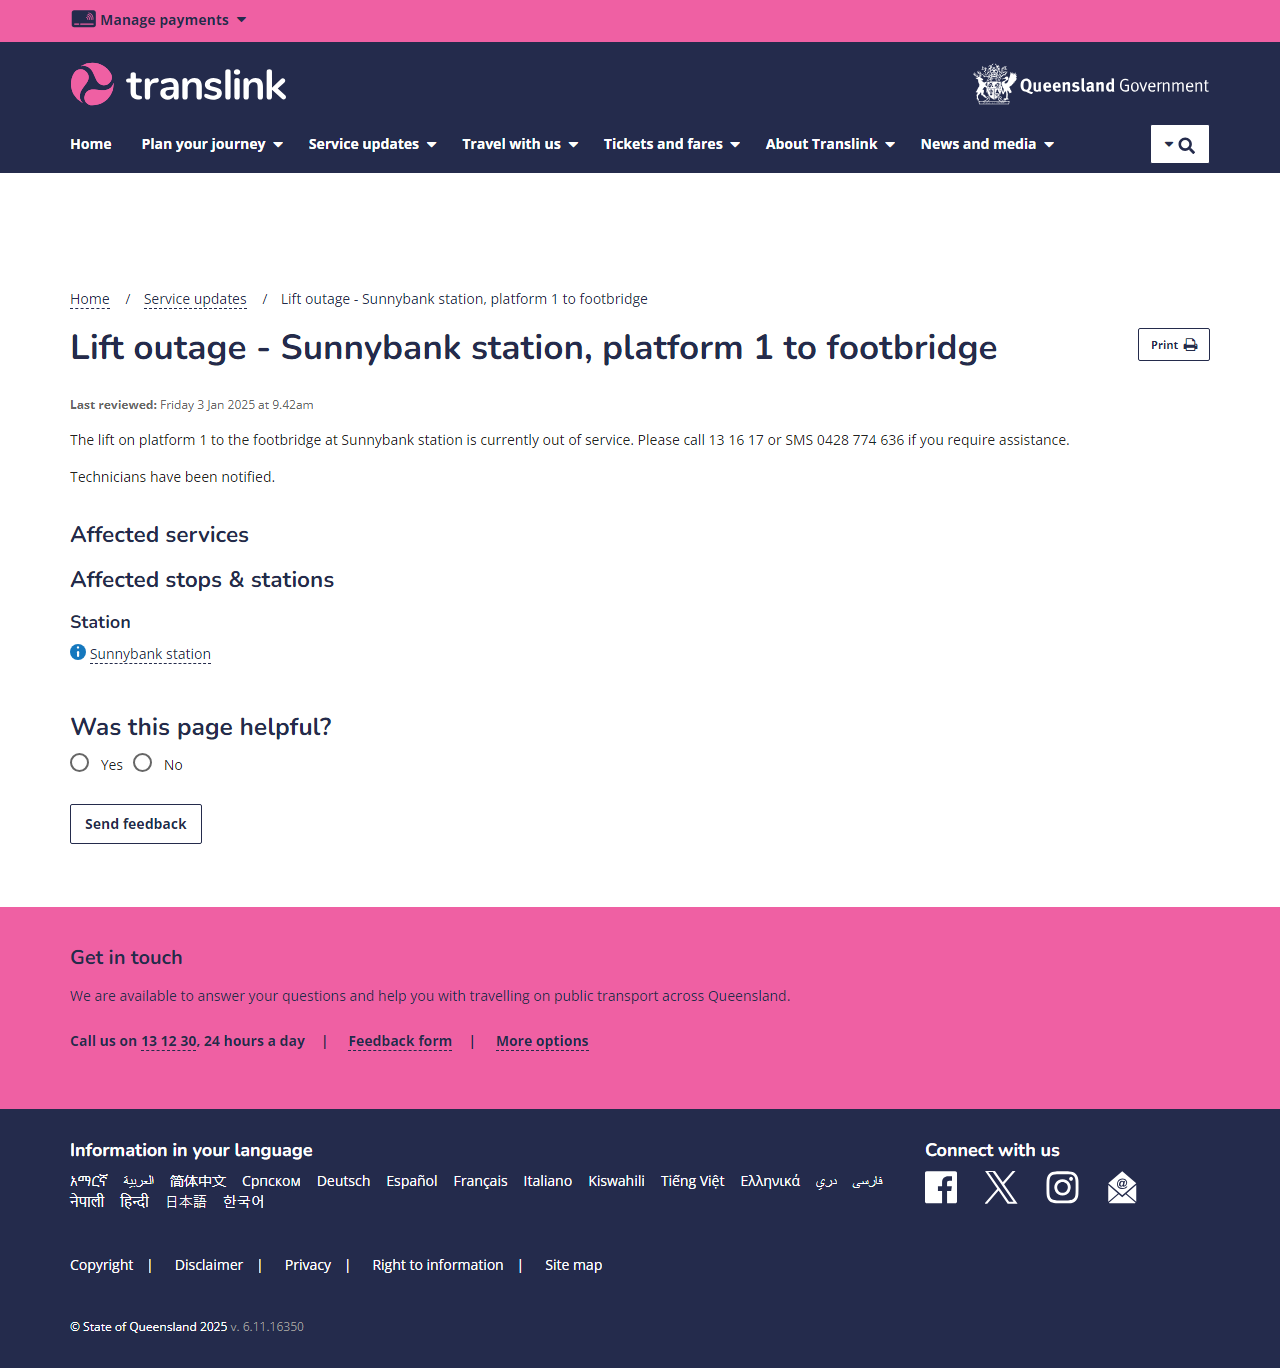 Manage payments
translink
Queensland Government
Home Plan your journey Service updates Travel with us Tickets and fares About Translink News and media
Home / Service updates / Lift outage - Sunnybank station, platform 1 to footbridge
Lift outage - Sunnybank station, platform 1 to footbridge
Print
Last reviewed: Friday 3 Jan 2025 at 9.42am
The lift on platform 1 to the footbridge at Sunnybank station is currently out of service. Please call 13 16 17 or SMS 0428 774 636 if you require assistance.
Technicians have been notified.
Affected services
Affected stops & stations
Station
Sunnybank station
Was this page helpful?
Yes No
Send feedback
Get in touch
We are available to answer your questions and help you with travelling on public transport across Queensland.
Call us on 13 12 30, 24 hours a day | Feedback form | More options
Information in your language
አማርኛ العربية 简体中文 Српском Deutsch Español Français Italiano Kiswahili Tiếng Việt Ελληνικά دري فارسی
नेपाली हिन्दी 日本語 한국어
Connect with us
Copyright | Disclaimer | Privacy | Right to information | Site map
© State of Queensland 2025 v. 6.11.16350